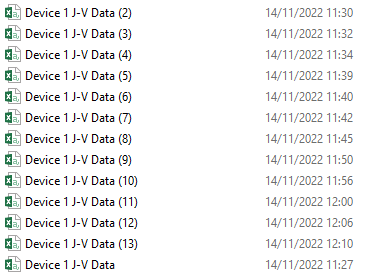 Device 1 J-V Data (2) 14/11/2022 11:30
Device 1 J-V Data (3) 14/11/2022 11:32
Device 1 J-V Data (4) 14/11/2022 11:34
Device 1 J-V Data (5) 14/11/2022 11:39
Device 1 J-V Data (6) 14/11/2022 11:40
Device 1 J-V Data (7) 14/11/2022 11:42
Device 1 J-V Data (8) 14/11/2022 11:45
Device 1 J-V Data (9) 14/11/2022 11:50
Device 1 J-V Data (10) 14/11/2022 11:56
Device 1 J-V Data (11) 14/11/2022 12:00
Device 1 J-V Data (12) 14/11/2022 12:06
Device 1 J-V Data (13) 14/11/2022 12:10
Device 1 J-V Data 14/11/2022 11:27